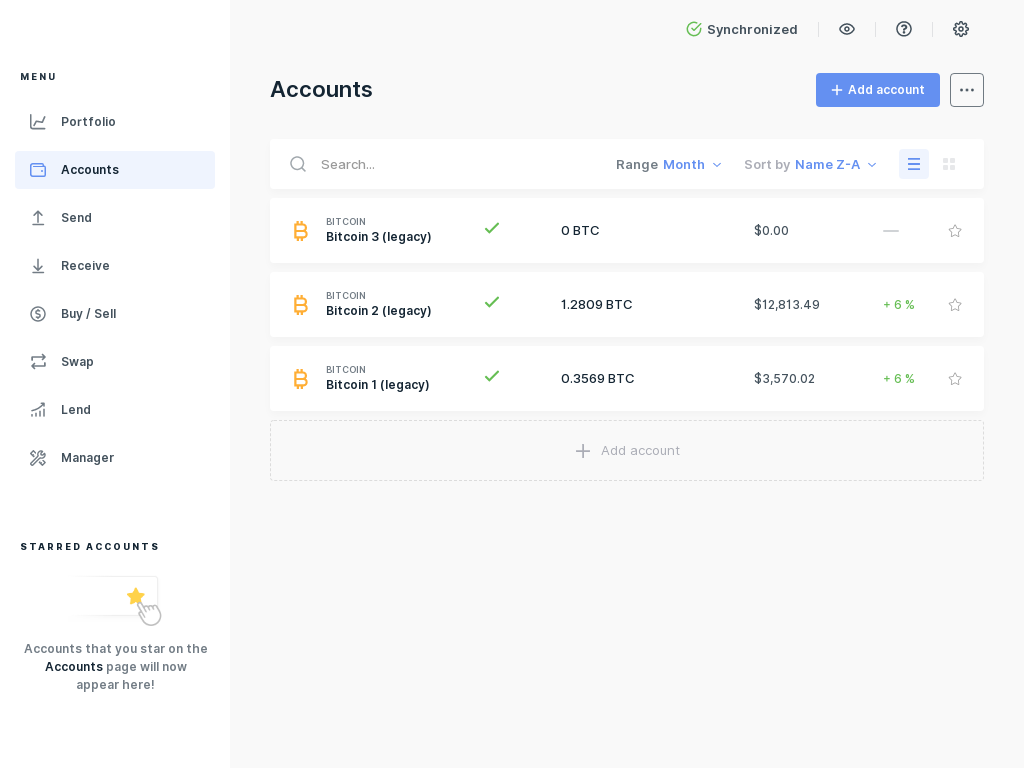 Synchronized
MENU
Portfolio
Accounts
Send
Receive
Buy / Sell
Swap
Lend
Manager
STARRED ACCOUNTS
Accounts that you star on the
Accounts page will now
appear here!
Accounts
Add account
Search...
Range Month
Sort by Name Z-A
BITCOIN
Bitcoin 3 (legacy)
0 BTC
$0.00
BITCOIN
Bitcoin 2 (legacy)
1.2809 BTC
$12,813.49
+ 6 %
BITCOIN
Bitcoin 1 (legacy)
0.3569 BTC
$3,570.02
+ 6 %
Add account